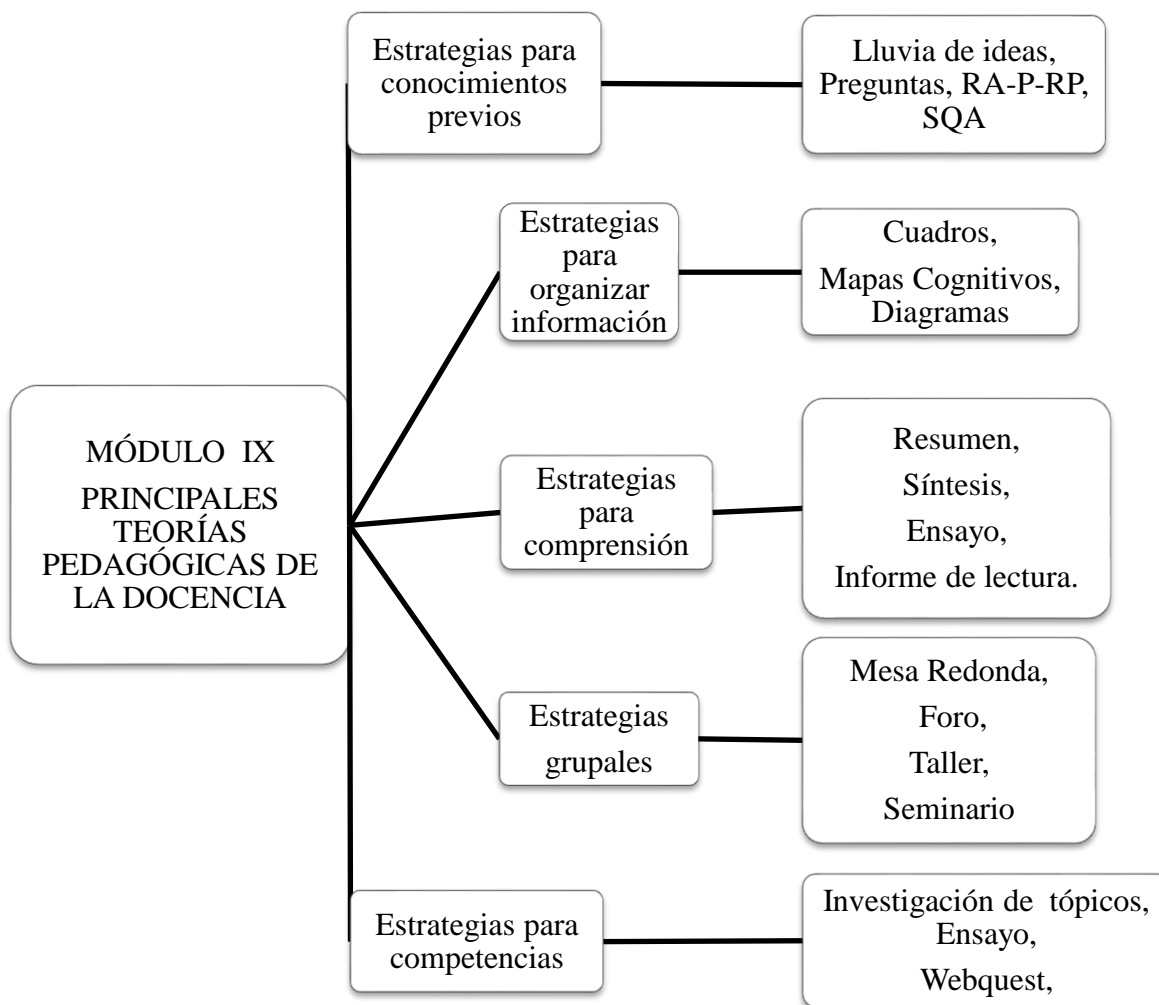 Estrategias para
conocimientos
previos
Lluvia de ideas,
Preguntas, RA-P-RP,
SQA
Estrategias
para
organizar
información
Cuadros,
Mapas Cognitivos,
Diagramas
MÓDULO IX
PRINCIPALES
TEORÍAS
PEDAGÓGICAS DE
LA DOCENCIA
Estrategias
para
comprensión
Resumen,
Síntesis,
Ensayo,
Informe de lectura.
Estrategias
grupales
Mesa Redonda,
Foro,
Taller,
Seminario
Estrategias para
competencias
Investigación de tópicos,
Ensayo,
Webquest,